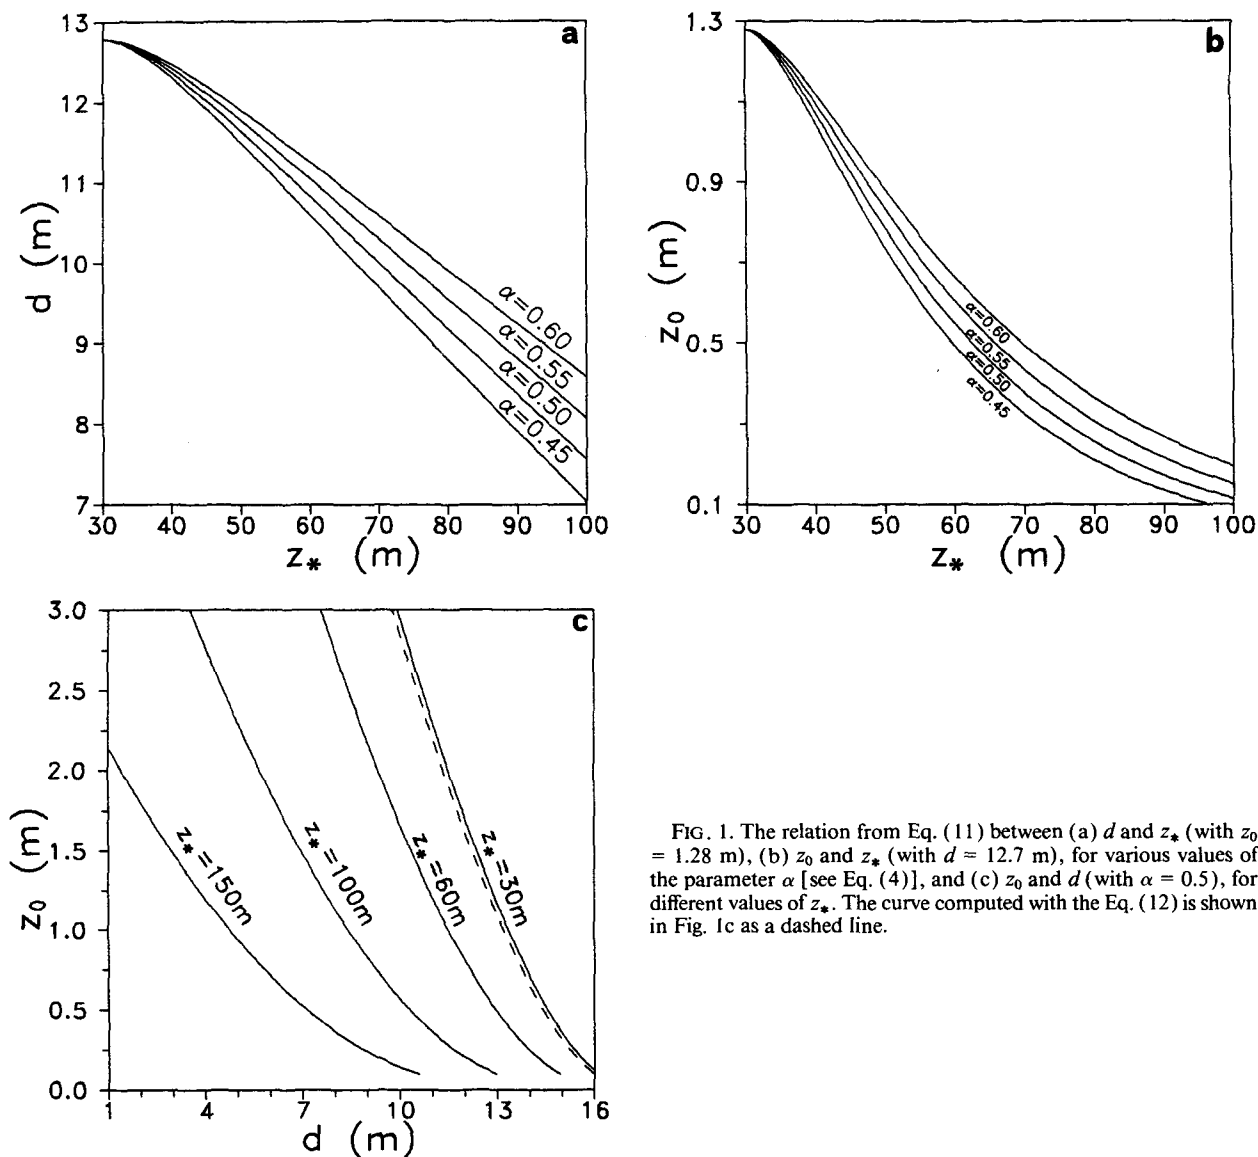 a
13
12
11
10
9
8
7
d (m)
α=0.60
α=0.55
α=0.50
α=0.45
30 40 50 60 70 80 90 100
z* (m)
b
1.3
0.9
0.5
0.1
z₀ (m)
α=0.60
α=0.55
α=0.50
α=0.45
30 40 50 60 70 80 90 100
z* (m)
c
3.0
2.5
2.0
1.5
1.0
0.5
0.0
z₀ (m)
z*=150m
z*=100m
z*=60m
z*=30m
1 4 7 10 13 16
d (m)
FIG. 1. The relation from Eq. (11) between (a) d and z* (with z₀
= 1.28 m), (b) z₀ and z* (with d = 12.7 m), for various values of
the parameter α [see Eq. (4)], and (c) z₀ and d (with α = 0.5), for
different values of z*. The curve computed with the Eq. (12) is shown
in Fig. 1c as a dashed line.